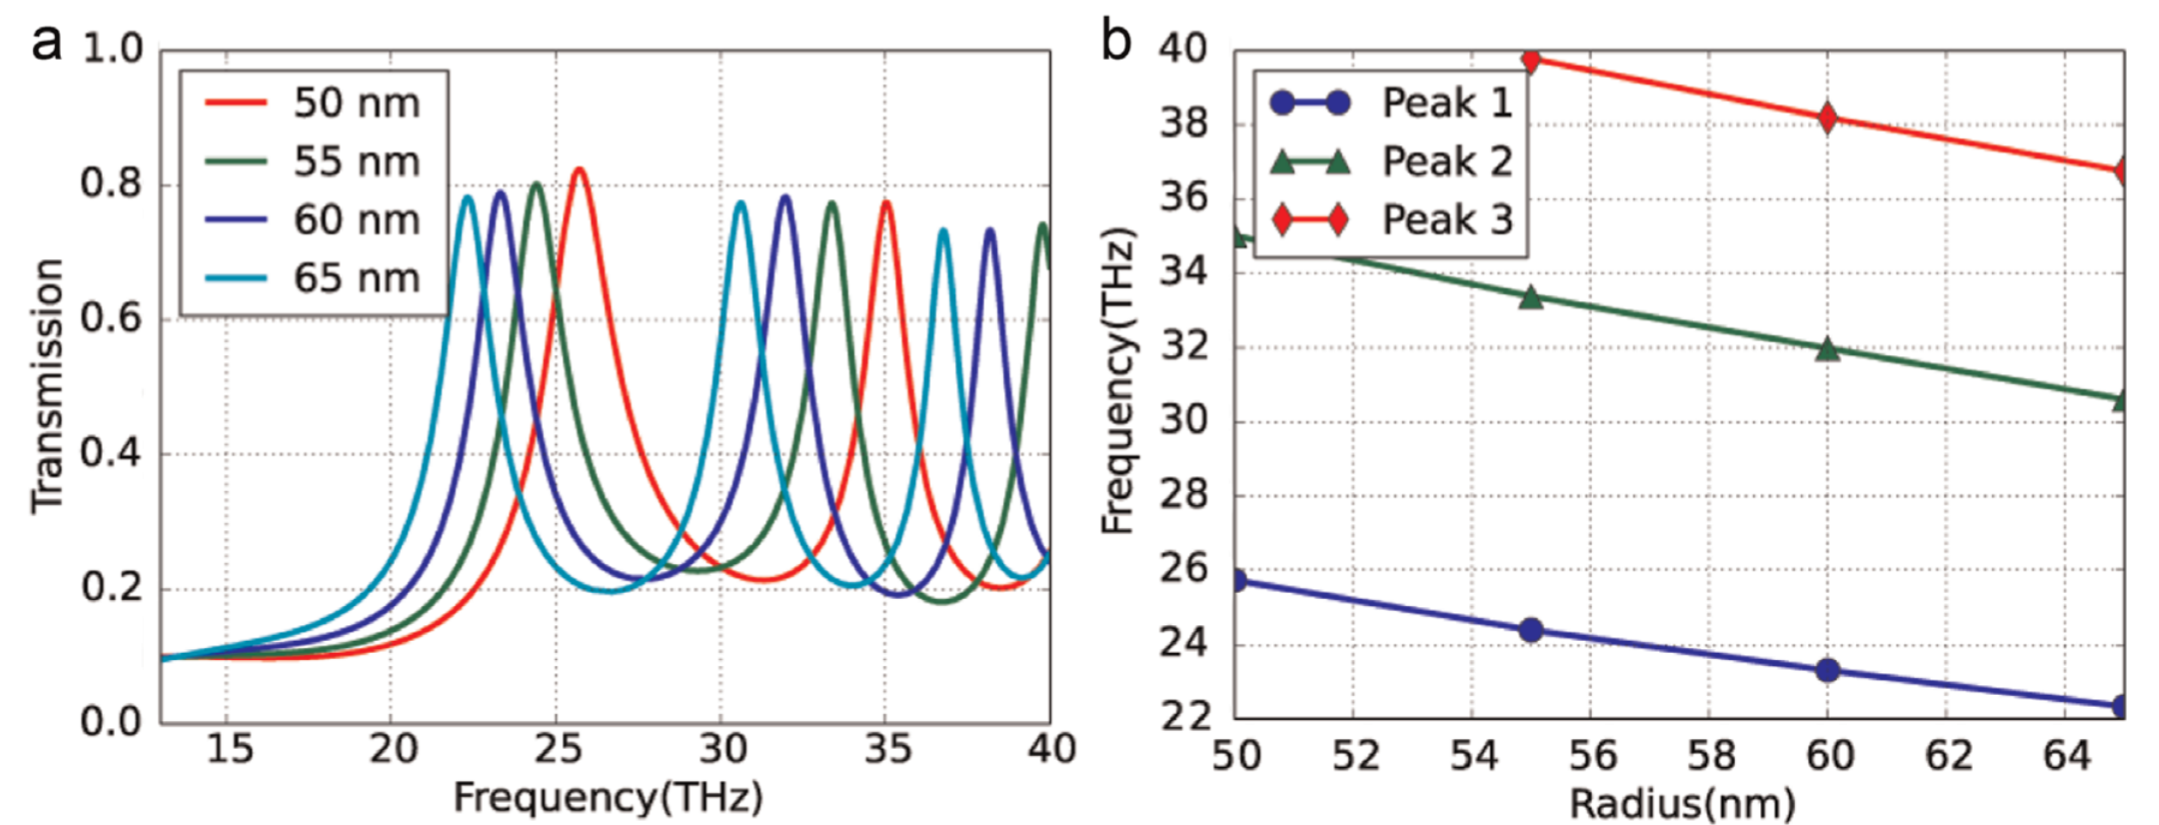 a
1.0
0.8
0.6
0.4
0.2
0.0
Transmission
50 nm
55 nm
60 nm
65 nm
15 20 25 30 35 40
Frequency(THz)
b
40
38
36
34
32
30
28
26
24
22
Frequency(THz)
Peak 1
Peak 2
Peak 3
50 52 54 56 58 60 62 64
Radius(nm)